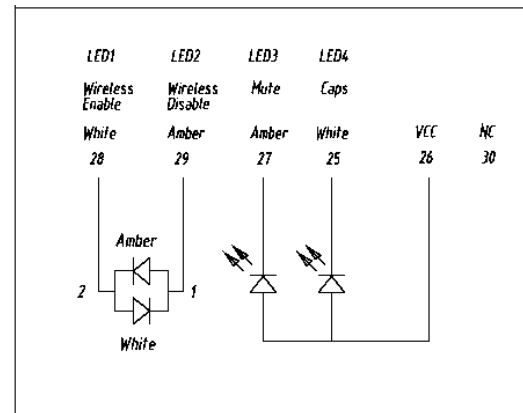 LED1 LED2 LED3 LED4
Wireless Enable Wireless Disable Mute Caps
White Amber Amber White VCC NC
28 29 27 25 26 30
Amber
2 1
White